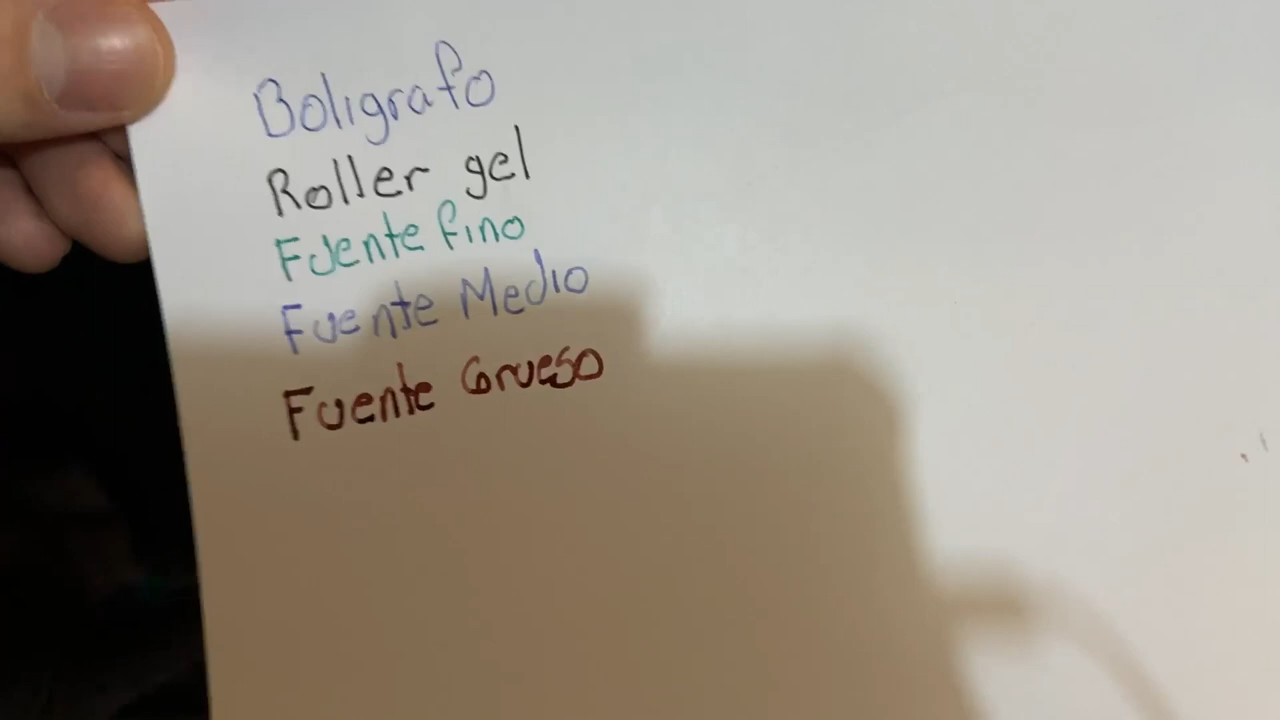 Boligrafo
Roller gel
Fuente fino
Fuente Medio
Fuente Grueso